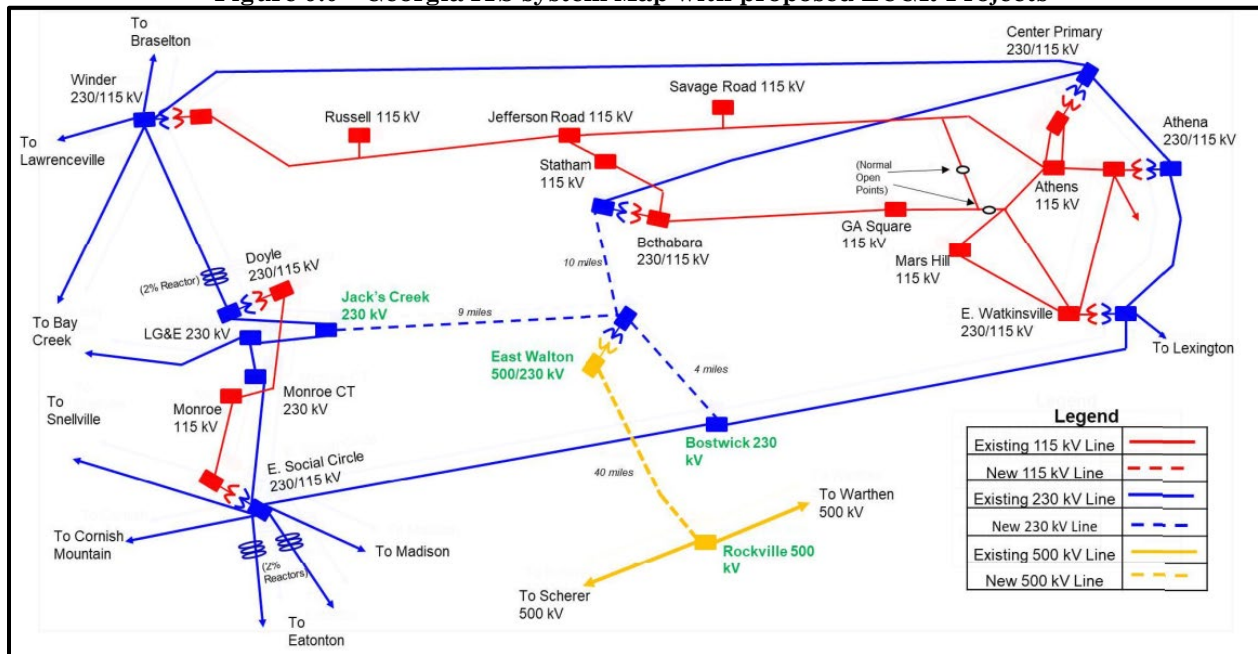 Georgia ITS system Map with proposed Projects
To
Braselton
Winder
230/115 kV
To
Lawrenceville
Russell 115 kV
Jefferson Road 115 kV
Savage Road 115 kV
Center Primary
230/115 kV
Athena
230/115 kV
Statham
115 kV
(Normal
Open
Points)
Athens
115 kV
Bethabara
230/115 kV
GA Square
115 kV
Mars Hill
115 kV
E. Watkinsville
230/115 kV
To Lexington
(2% Reactor)
Doyle
230/115 kV
To Bay
Creek
LG&E 230 kV
Jack's Creek
230 kV
9 miles
10 miles
East Walton
500/230 kV
4 miles
Monroe CT
230 kV
To
Snellville
Monroe
115 kV
E. Social Circle
230/115 kV
Bostwick 230
kV
40 miles
To Cornish
Mountain
(2%
Reactors)
To Madison
To
Eatonton
To Warthen
500 kV
Rockville 500
kV
To Scherer
500 kV
Legend
Existing 115 kV Line
New 115 kV Line
Existing 230 kV Line
New 230 kV Line
Existing 500 kV Line
New 500 kV Line